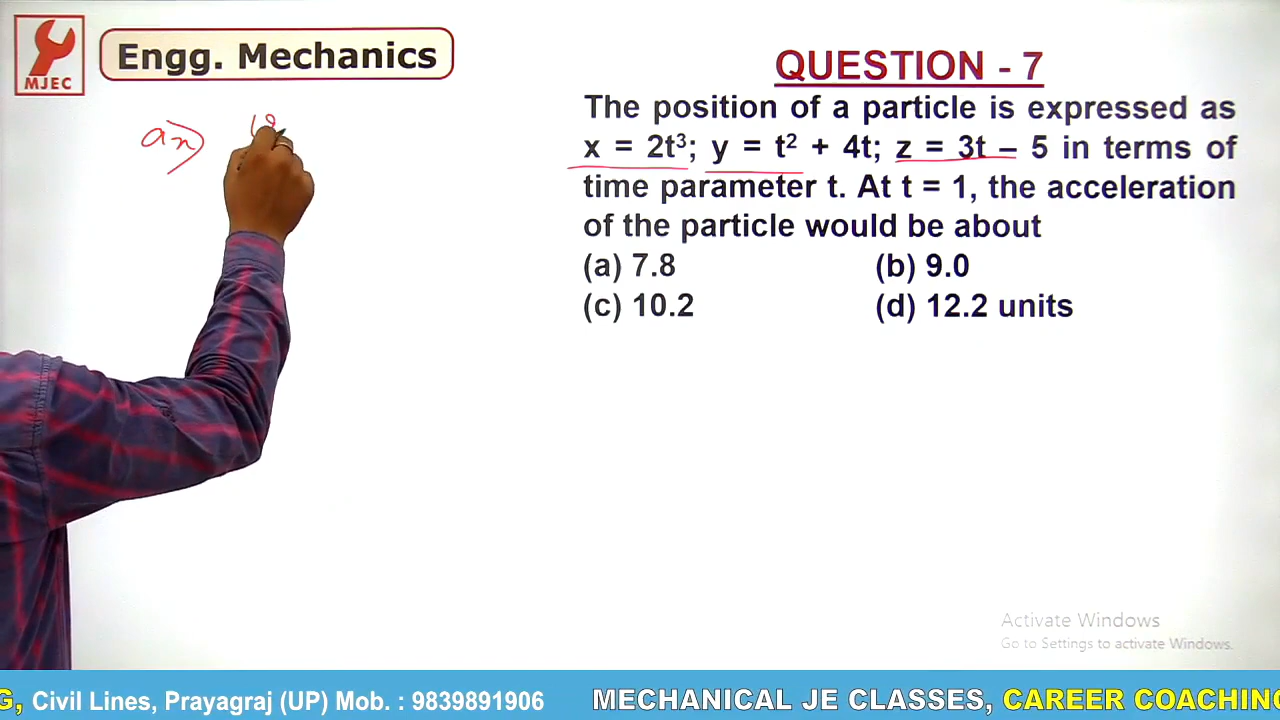 MJEC
Engg. Mechanics
QUESTION - 7
The position of a particle is expressed as
x = 2t³; y = t² + 4t; z = 3t – 5 in terms of
time parameter t. At t = 1, the acceleration
of the particle would be about
(a) 7.8 (b) 9.0
(c) 10.2 (d) 12.2 units
Activate Windows
Go to Settings to activate Windows.
G, Civil Lines, Prayagraj (UP) Mob. : 9839891906 MECHANICAL JE CLASSES, CAREER COACHING